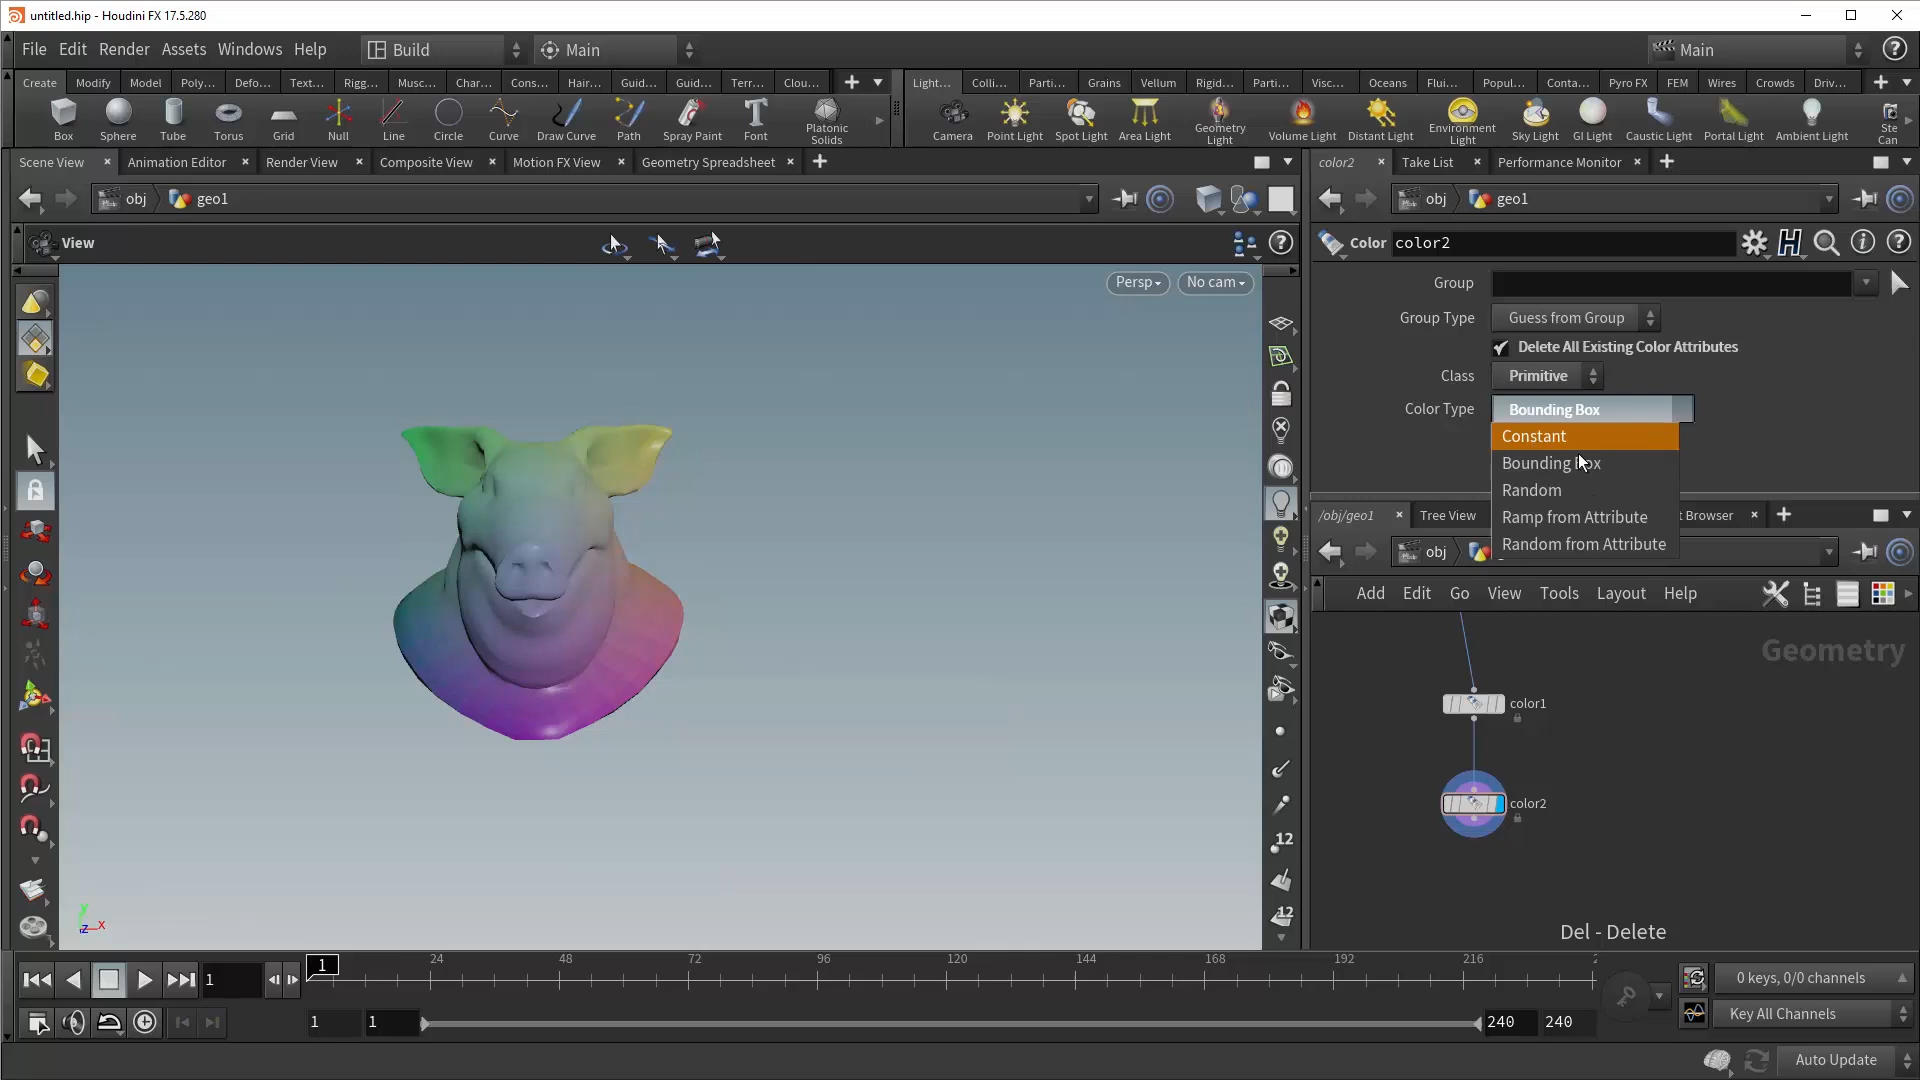 untitled.hip - Houdini FX 17.5.280
File Edit Render Assets Windows Help Build Main Main
Create Modify Model Poly... Defo... Text... Rigg... Musc... Char... Cons... Hair... Guid... Guid... Terr... Clou...
Light... Colli... Parti... Grains Vellum Rigid... Parti... Visc... Oceans Flui... Popul... Conta... Pyro FX FEM Wires Crowds Driv...
Box Sphere Tube Torus Grid Null Line Circle Curve Draw Curve Path Spray Paint Font Platonic Solids
Camera Point Light Spot Light Area Light Geometry Light Volume Light Distant Light Environment Light Sky Light GI Light Caustic Light Portal Light Ambient Light Ste Can
Scene View Animation Editor Render View Composite View Motion FX View Geometry Spreadsheet
obj geo1
View
Persp No cam
color2 Take List Performance Monitor
obj geo1
Color color2
Group
Group Type Guess from Group
Delete All Existing Color Attributes
Class Primitive
Color Type Bounding Box
Constant
Bounding
Random
Ramp from Attribute
Random from Attribute
/obj/geo1 Tree View t Browser
obj
Add Edit Go View Tools Layout Help
Geometry
color1
color2
Del - Delete
12
12
y
z x
1 1 24 48 72 96 120 144 168 192 216 2
0 keys, 0/0 channels
1 1 240 240
Key All Channels
Auto Update